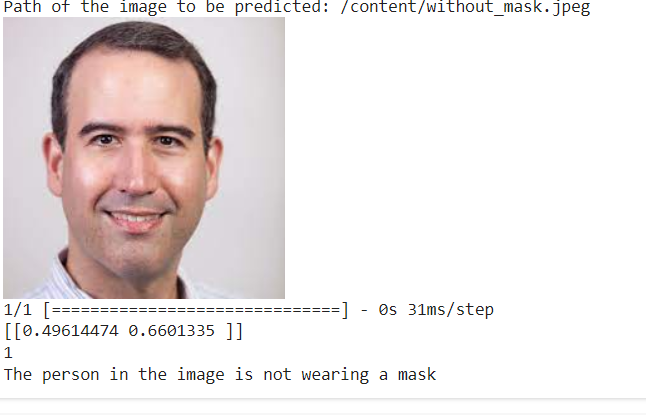 Path of the image to be predicted: /content/without_mask.jpeg
1/1 [==============================] - 0s 31ms/step
[[0.49614474 0.6601335 ]]
1
The person in the image is not wearing a mask